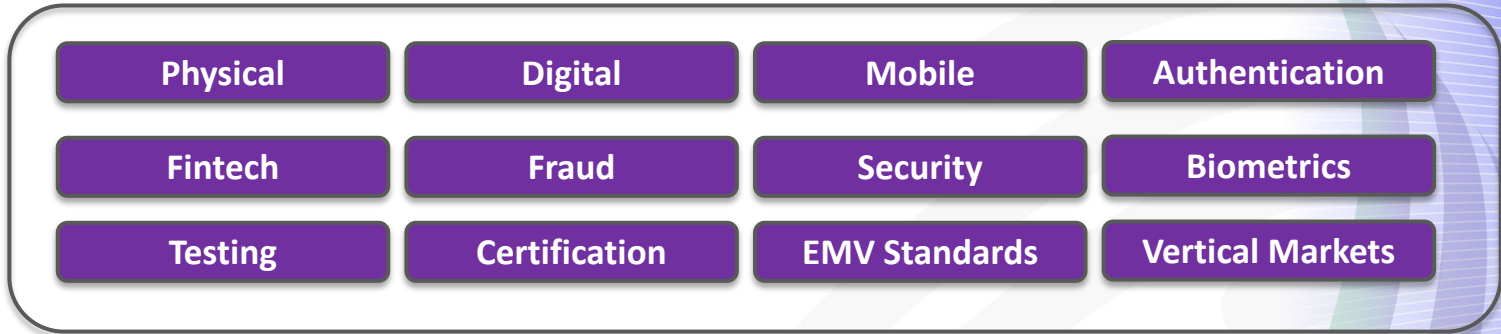 Physical Digital Mobile Authentication
Fintech Fraud Security Biometrics
Testing Certification EMV Standards Vertical Markets